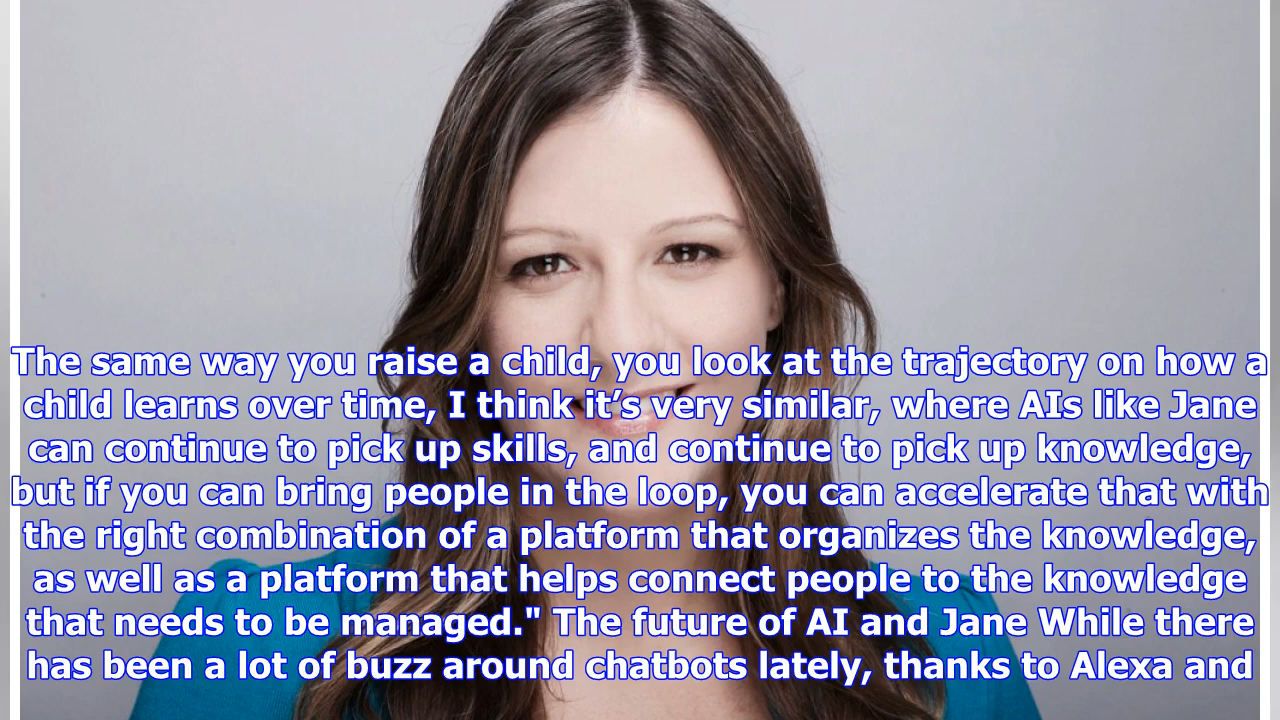 The same way you raise a child, you look at the trajectory on how a
child learns over time, I think it’s very similar, where AIs like Jane
can continue to pick up skills, and continue to pick up knowledge,
but if you can bring people in the loop, you can accelerate that with
the right combination of a platform that organizes the knowledge,
as well as a platform that helps connect people to the knowledge
that needs to be managed." The future of AI and Jane While there
has been a lot of buzz around chatbots lately, thanks to Alexa and